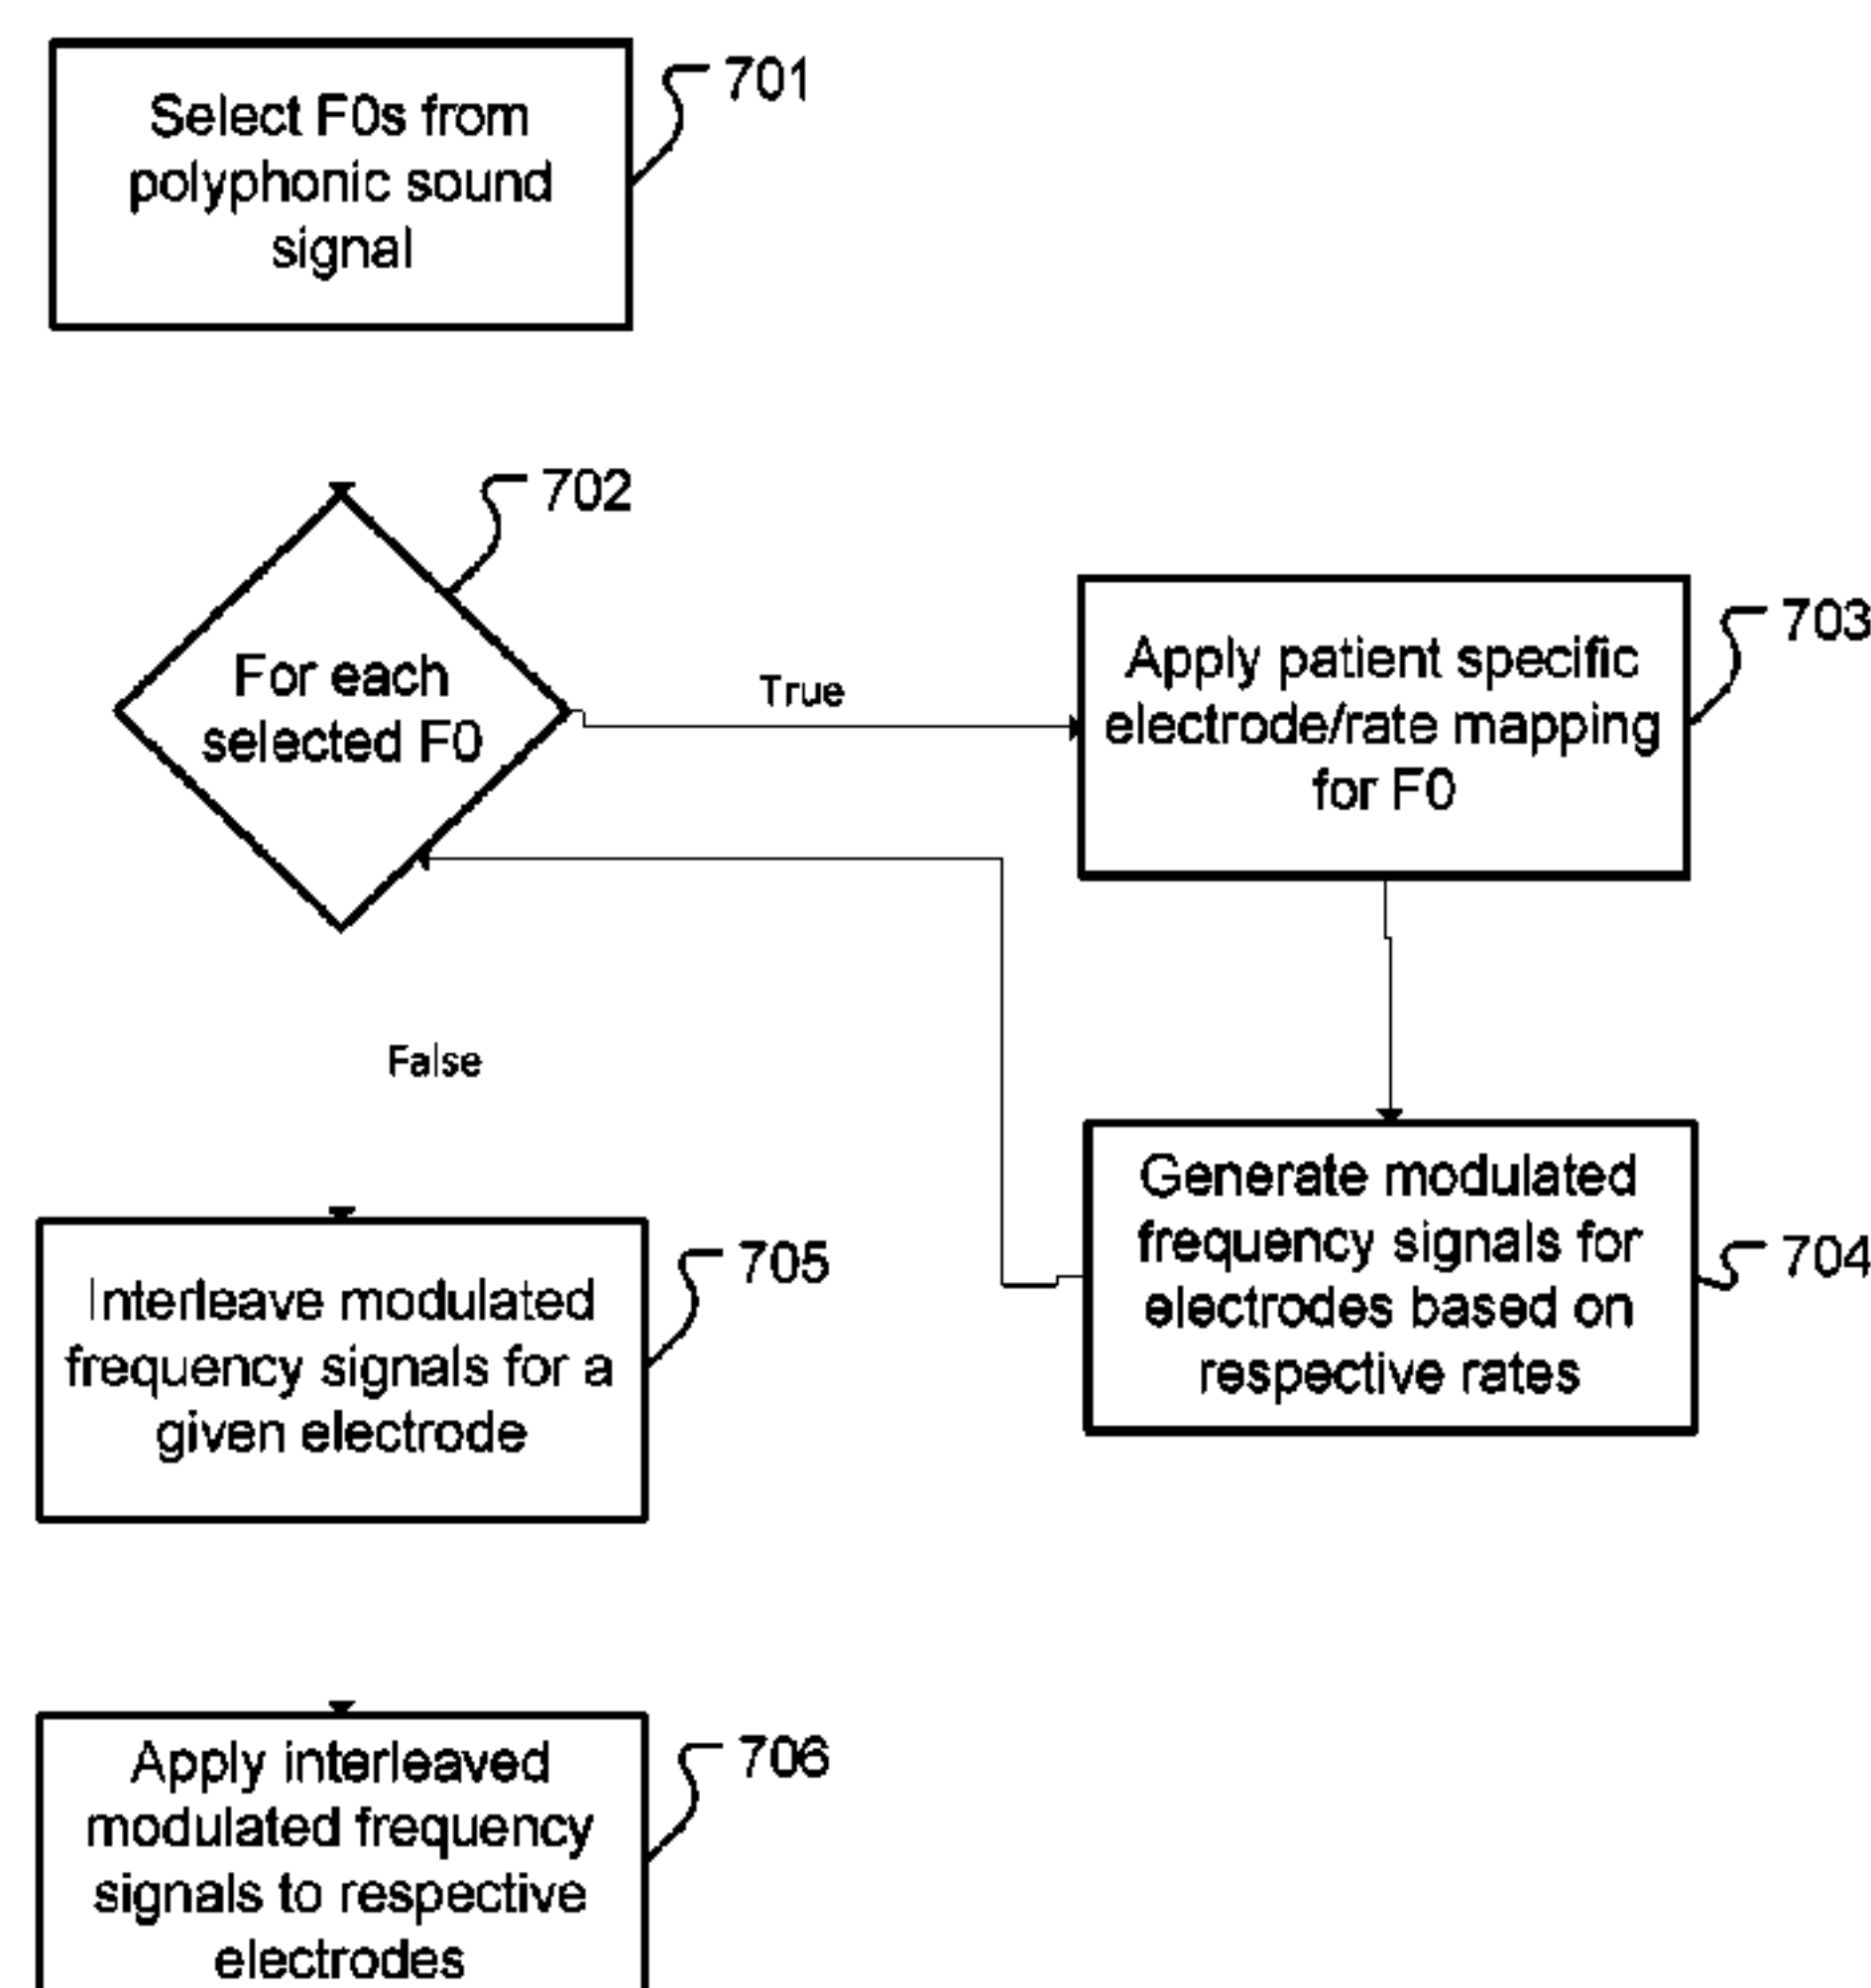 Select F0s from
polyphonic sound
signal
701
702
For each
selected F0
True
Apply patient specific
electrode/rate mapping
for F0
703
False
Generate modulated
frequency signals for
electrodes based on
respective rates
704
Interleave modulated
frequency signals for a
given electrode
705
Apply interleaved
modulated frequency
signals to respective
electrodes
706